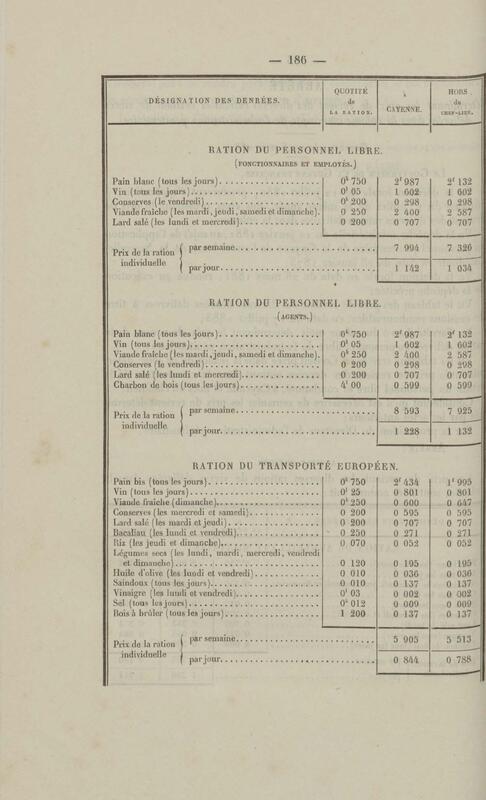 — 186 —
DÉSIGNATION DES DENRÉES. QUOTITÉ de LA RATION. À CAYENNE. HORS du CHEF-LIEU.
RATION DU PERSONNEL LIBRE.
(FONCTIONNAIRES ET EMPLOYÉS.)
Pain blanc (tous les jours) 0k 750 2f 987 2f 132
Vin (tous les jours) 0l 05 1 602 1 602
Conserves (le vendredi) 0k 200 0 298 0 298
Viande fraîche (les mardi, jeudi, samedi et dimanche). 0 250 2 400 2 587
Lard salé (les lundi et mercredi) 0 200 0 707 0 707
Prix de la ration individuelle par semaine 7 994 7 326
par jour 1 142 1 034
RATION DU PERSONNEL LIBRE.
(AGENTS.)
Pain blanc (tous les jours) 0k 750 2f 987 2f 132
Vin (tous les jours) 0l 05 1 602 1 602
Viande fraîche (les mardi, jeudi, samedi et dimanche). 0k 250 2 400 2 587
Conserves (le vendredi) 0 200 0 298 0 298
Lard salé (les lundi et mercredi) 0 200 0 707 0 707
Charbon de bois (tous les jours) 4l 00 0 599 0 599
Prix de la ration individuelle par semaine 8 593 7 925
par jour 1 228 1 132
RATION DU TRANSPORTÉ EUROPÉEN.
Pain bis (tous les jours) 0k 750 2f 434 1f 995
Vin (tous les jours) 0l 25 0 801 0 801
Viande fraîche (dimanche) 0k 250 0 600 0 647
Conserves (les mercredi et samedi) 0 200 0 595 0 595
Lard salé (les mardi et jeudi) 0 200 0 707 0 707
Bacaliau (les lundi et vendredi) 0 250 0 271 0 271
Riz (les jeudi et dimanche) 0 070 0 052 0 052
Légumes secs (les lundi, mardi, mercredi, vendredi
et dimanche) 0 120 0 195 0 195
Huile d'olive (les lundi et vendredi) 0 010 0 036 0 036
Saindoux (tous les jours) 0 010 0 137 0 137
Vinaigre (les lundi et vendredi) 0l 03 0 002 0 002
Sel (tous les jours) 0k 012 0 009 0 009
Bois à brûler (tous les jours) 1 200 0 137 0 137
Prix de la ration individuelle par semaine 5 905 5 513
par jour 0 844 0 788